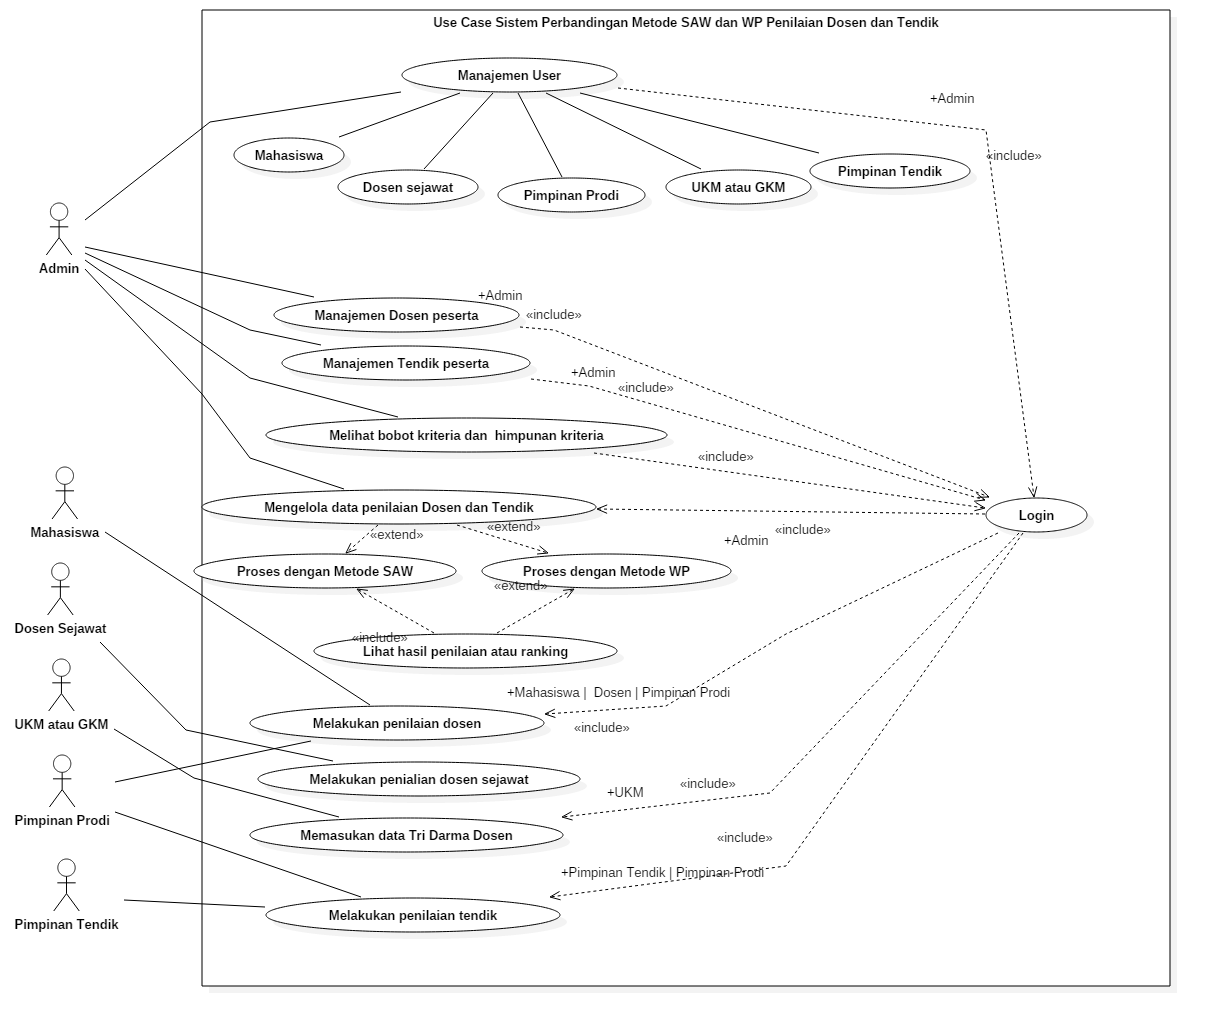 Use Case Sistem Perbandingan Metode SAW dan WP Penilaian Dosen dan Tendik
Manajemen User
+Admin
«include»
Mahasiswa
Dosen sejawat
Pimpinan Prodi
UKM atau GKM
Pimpinan Tendik
Admin
+Admin
Manajemen Dosen peserta
«include»
Manajemen Tendik peserta
+Admin
«include»
Melihat bobot kriteria dan  himpunan kriteria
«include»
Mengelola data penilaian Dosen dan Tendik
Login
Mahasiswa
«extend»
«extend»
+Admin
«include»
Proses dengan Metode SAW
Proses dengan Metode WP
«extend»
Dosen Sejawat
«include»
Lihat hasil penilaian atau ranking
+Mahasiswa |  Dosen | Pimpinan Prodi
UKM atau GKM
Melakukan penilaian dosen
«include»
Melakukan penialian dosen sejawat
+UKM
«include»
Pimpinan Prodi
Memasukan data Tri Darma Dosen
«include»
+Pimpinan Tendik | Pimpinan Prodi
Pimpinan Tendik
Melakukan penilaian tendik